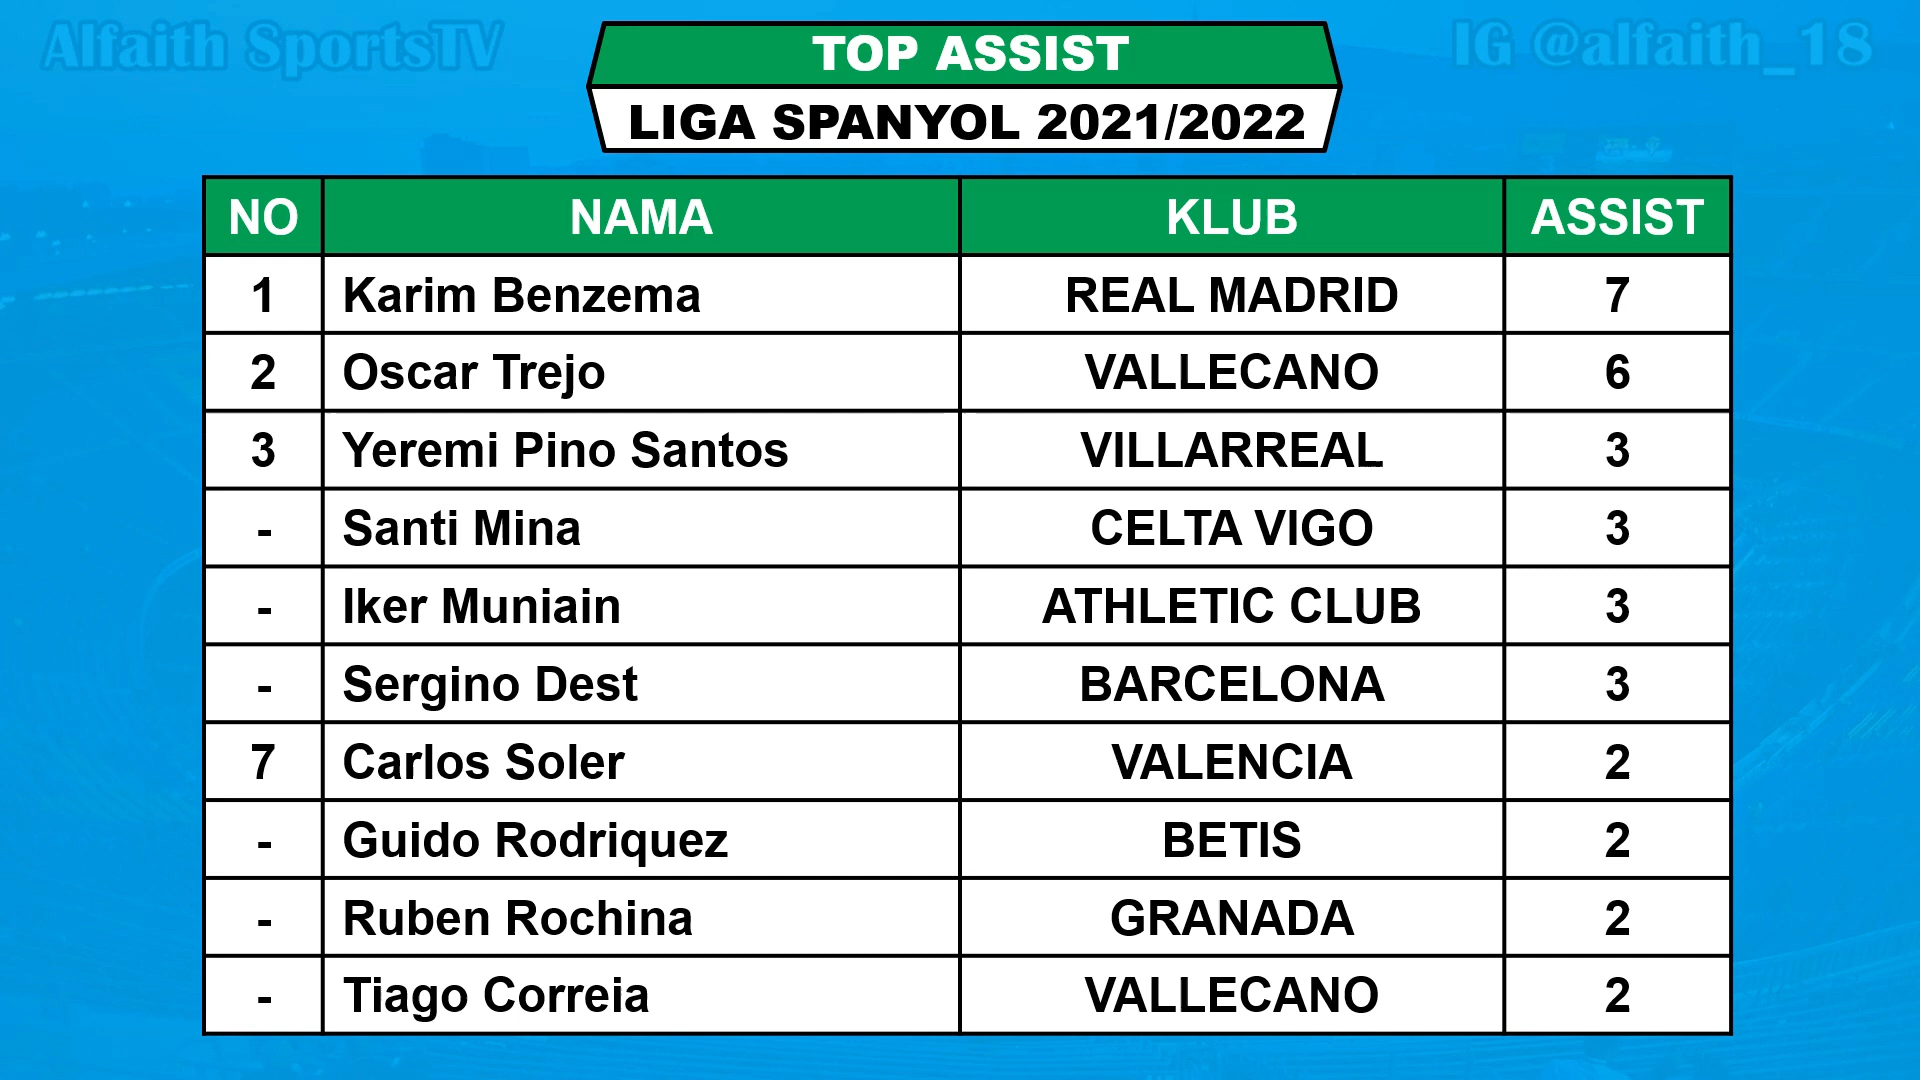 Alfaith SportsTV
TOP ASSIST
LIGA SPANYOL 2021/2022
IG @alfaith_18
NO NAMA KLUB ASSIST
1 Karim Benzema REAL MADRID 7
2 Oscar Trejo VALLECANO 6
3 Yeremi Pino Santos VILLARREAL 3
- Santi Mina CELTA VIGO 3
- Iker Muniain ATHLETIC CLUB 3
- Sergino Dest BARCELONA 3
7 Carlos Soler VALENCIA 2
- Guido Rodriquez BETIS 2
- Ruben Rochina GRANADA 2
- Tiago Correia VALLECANO 2